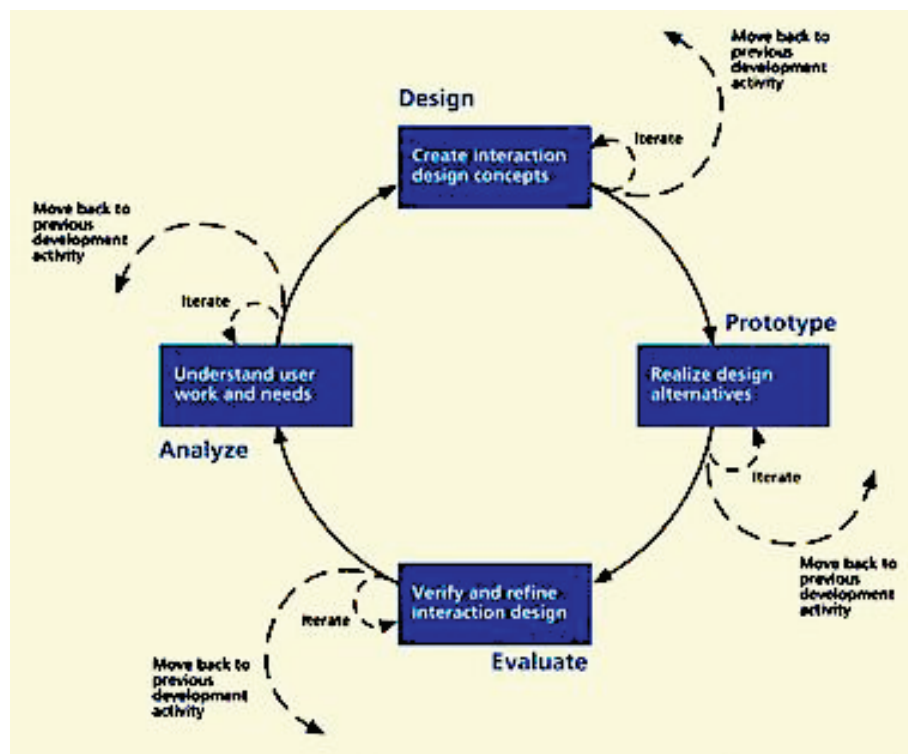 Move back to
previous
development
activity
Design
Iterate
Create interaction
design concepts
Move back to
previous
development
activity
Iterate
Prototype
Understand user
work and needs
Realize design
alternatives
Analyze
Iterate
Move back to
previous
development
activity
Verify and refine
interaction design
Iterate
Evaluate
Move back to
previous
development
activity